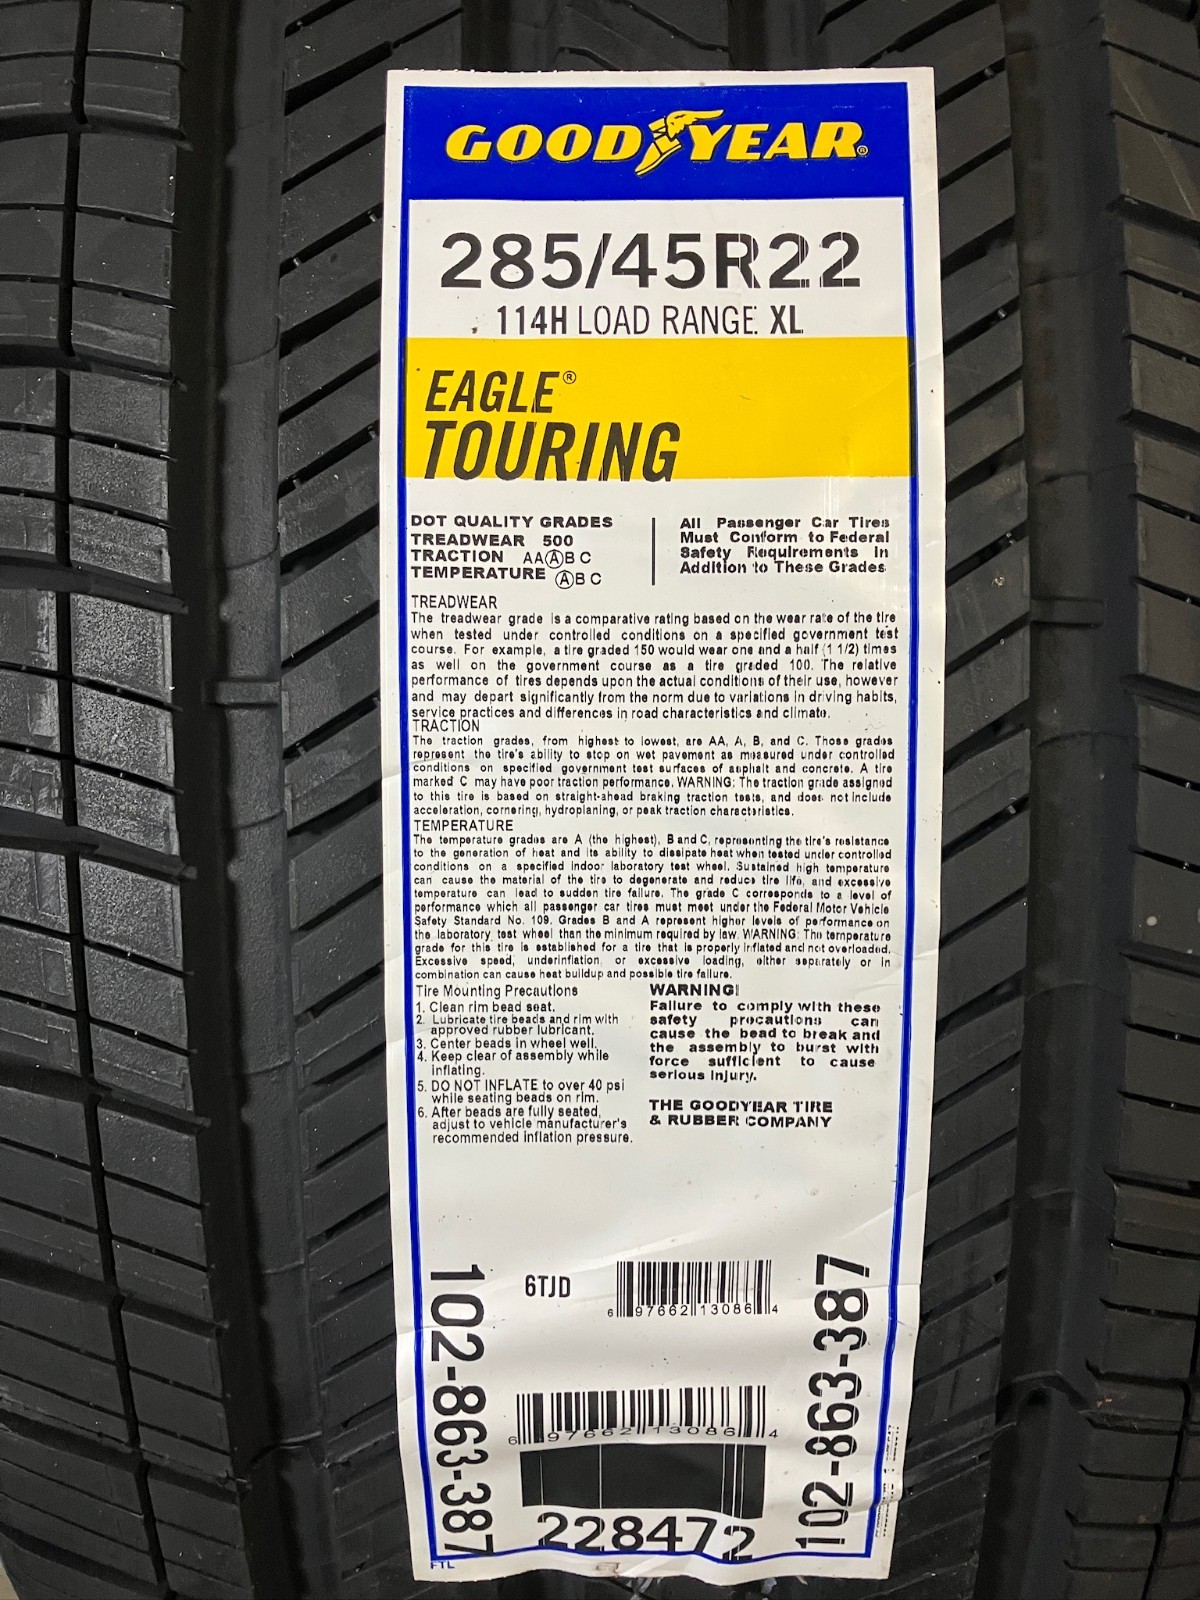 GOODYEAR®
285/45R22
114H LOAD RANGE: XL
EAGLE®
TOURING
DOT QUALITY GRADES
TREADWEAR 500
TRACTION AA A B C
TEMPERATURE A B C
All Passenger Car Tires
Must Conform to Federal
Safety Requirements In
Addition to These Grades
TREADWEAR
The treadwear grade is a comparative rating based on the wear rate of the tire
when tested under controlled conditions on a specified government test
course. For example, a tire graded 150 would wear one and a half (1 1/2) times
as well on the government course as a tire graded 100. The relative
performance of tires depends upon the actual conditions of their use, however
and may depart significantly from the norm due to variations in driving habits,
service practices and differences in road characteristics and climate.
TRACTION
The traction grades, from highest to lowest, are AA, A, B, and C. Those grades
represent the tire's ability to stop on wet pavement as measured under controlled
conditions on specified government test surfaces of asphalt and concrete. A tire
marked C may have poor traction performance. WARNING: The traction grade assigned
to this tire is based on straight-ahead braking traction tests, and does not include
acceleration, cornering, hydroplaning, or peak traction characteristics.
TEMPERATURE
The temperature grades are A (the highest), B and C, representing the tire's resistance
to the generation of heat and its ability to dissipate heat when tested under controlled
conditions on a specified indoor laboratory test wheel. Sustained high temperature
can cause the material of the tire to degenerate and reduce tire life, and excessive
temperature can lead to sudden tire failure. The grade C corresponds to a level of
performance which all passenger car tires must meet under the Federal Motor Vehicle
Safety Standard No. 109. Grades B and A represent higher levels of performance on
the laboratory test wheel than the minimum required by law. WARNING: The temperature
grade for this tire is established for a tire that is properly inflated and not overloaded.
Excessive speed, underinflation, or excessive loading, either separately or in
combination can cause heat buildup and possible tire failure.
Tire Mounting Precautions
1. Clean rim bead seat.
2. Lubricate tire beads and rim with
approved rubber lubricant.
3. Center beads in wheel well.
4. Keep clear of assembly while
inflating.
5. DO NOT INFLATE to over 40 psi
while seating beads on rim.
6. After beads are fully seated,
adjust to vehicle manufacturer's
recommended inflation pressure.
WARNING!
Failure to comply with these
safety precautions can
cause the bead to break and
the assembly to burst with
force sufficient to cause
serious injury.
THE GOODYEAR TIRE
& RUBBER COMPANY
6TJD
6 97662 13086 4
102-863-387
102-863-387
6 97662 13086 4
228472
FTL